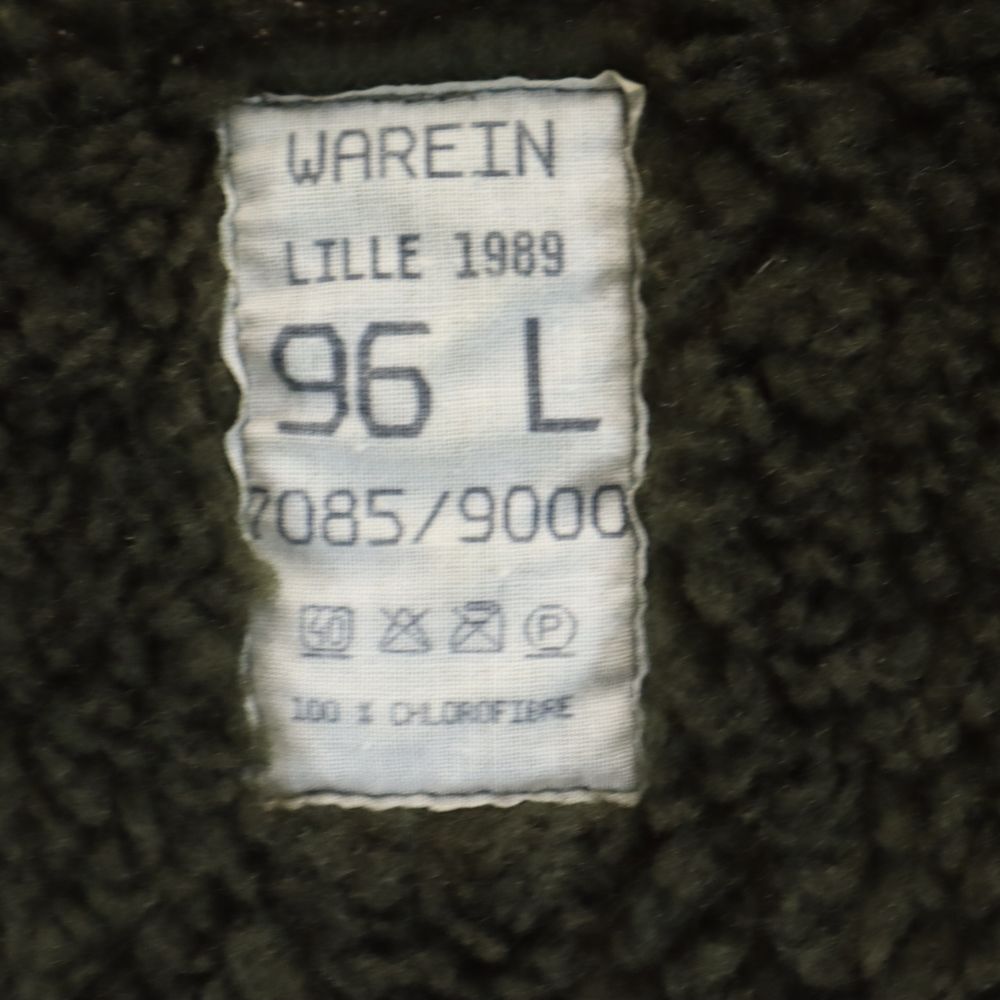 WAREIN
LILLE 1989
96 L
7085/9000
P
100 % CHLOROFIBRE